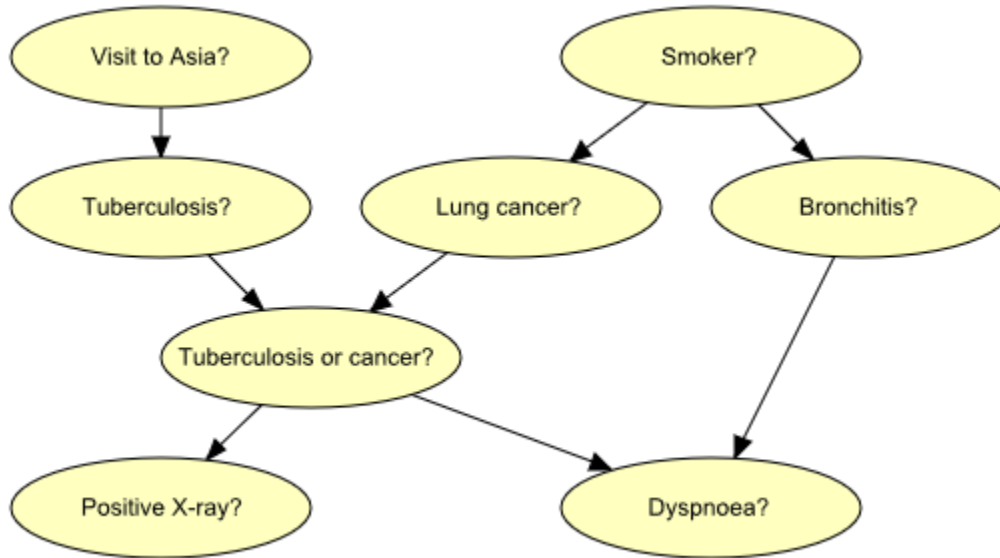 Visit to Asia?
Smoker?
Tuberculosis?
Lung cancer?
Bronchitis?
Tuberculosis or cancer?
Positive X-ray?
Dyspnoea?